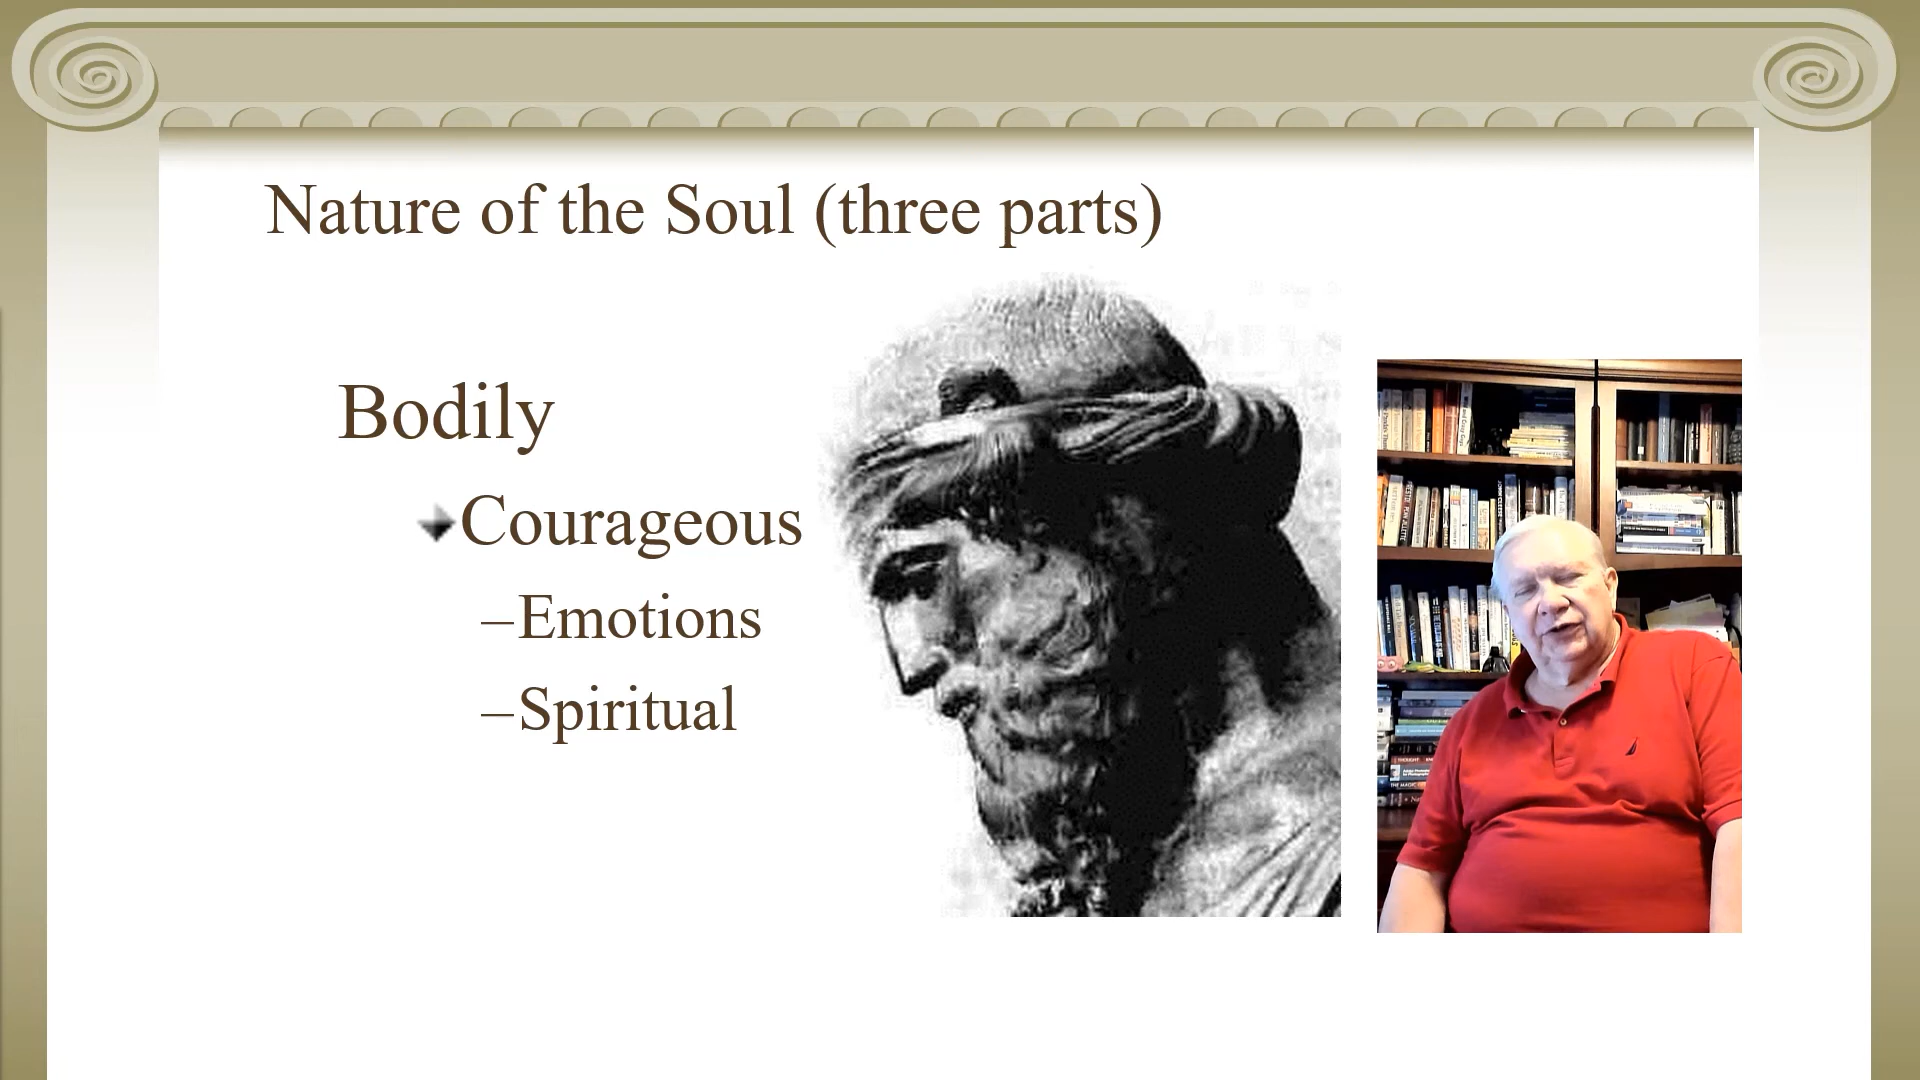 Nature of the Soul (three parts)
Bodily
Courageous
–Emotions
–Spiritual